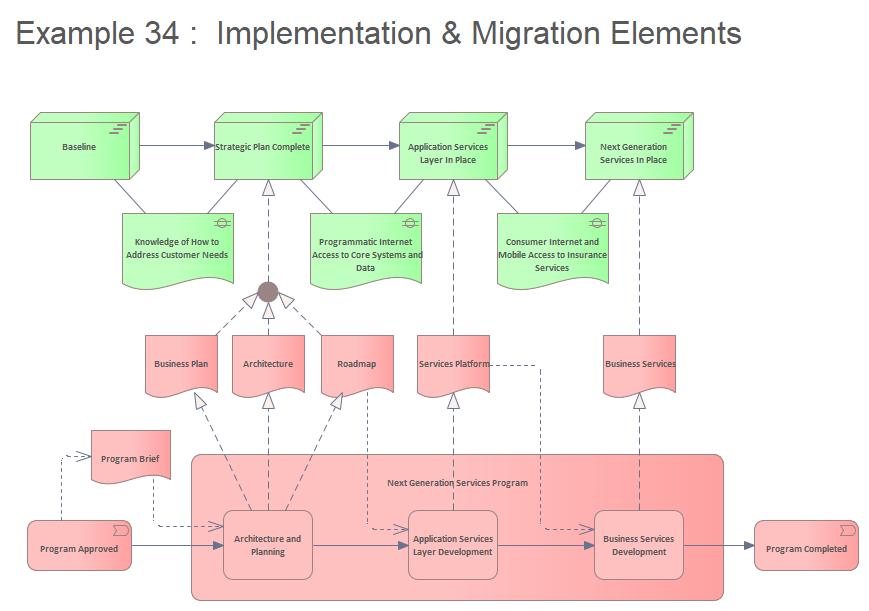 Example 34 :  Implementation & Migration Elements
Baseline
Strategic Plan Complete
Application Services
Layer In Place
Next Generation
Services In Place
Knowledge of How to
Address Customer Needs
Programmatic Internet
Access to Core Systems and
Data
Consumer Internet and
Mobile Access to Insurance
Services
Business Plan
Architecture
Roadmap
Services Platform
Business Services
Program Brief
Next Generation Services Program
Program Approved
Architecture and
Planning
Application Services
Layer Development
Business Services
Development
Program Completed